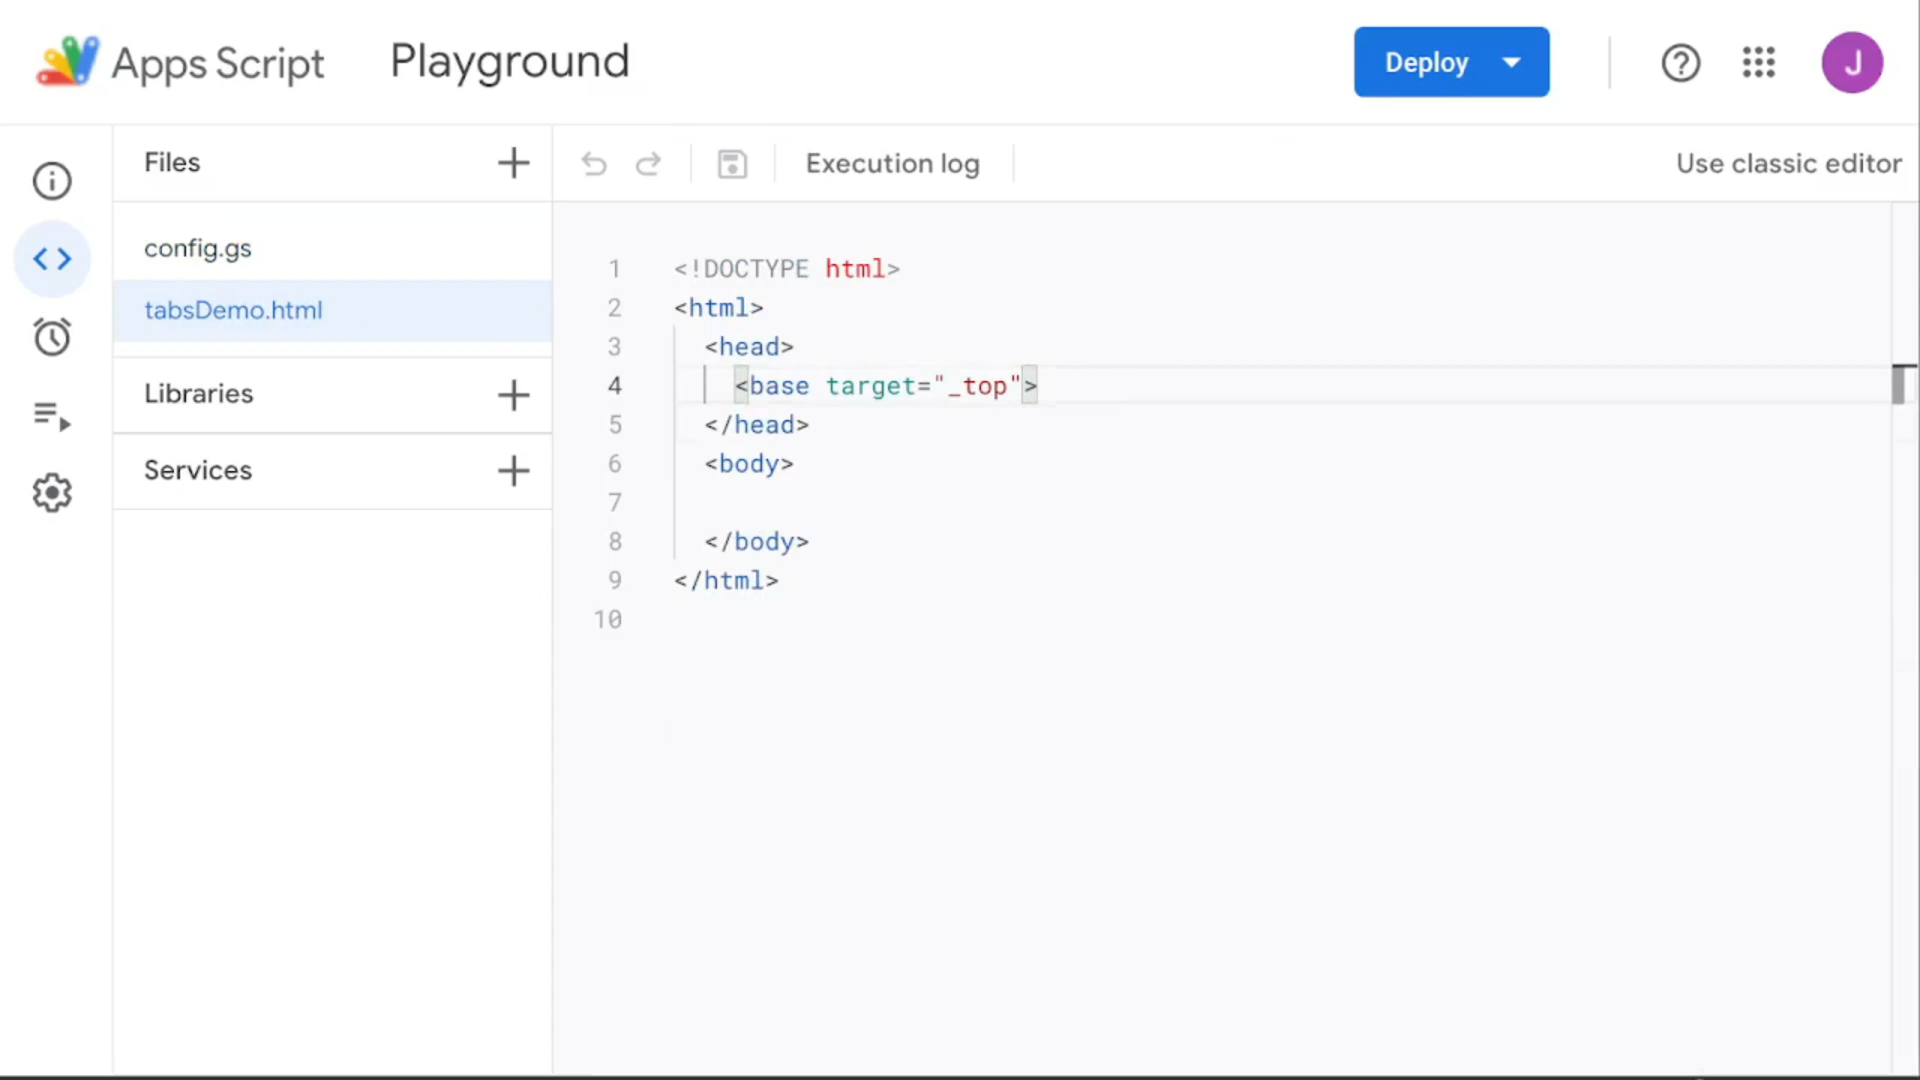 Apps Script
Playground
Deploy
J
Files
Execution log
Use classic editor
config.gs
tabsDemo.html
Libraries
Services
1 <!DOCTYPE html>
2 <html>
3 <head>
4 <base target="_top">
5 </head>
6 <body>
7
8 </body>
9 </html>
10